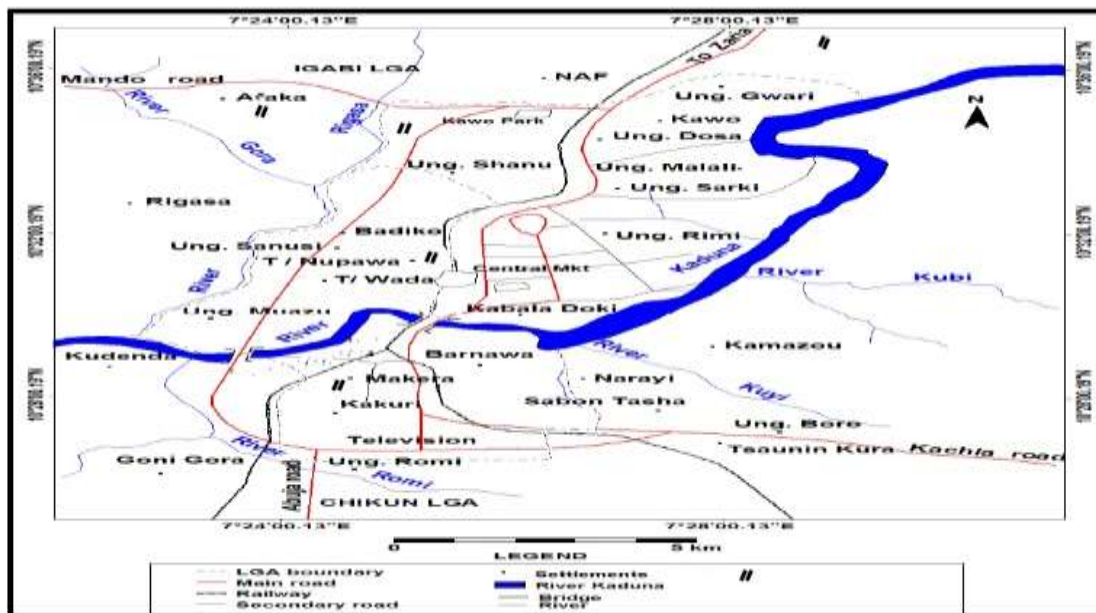 7°24'00.13"E 7°28'00.13"E
To Zaria
IGABI LGA
NAF
Mando road
Afaka
River
Rigasa
Ung. Gwari
N
Kawo Park
Kawo
Ung. Dosa
Gora
Ung. Shanu
Ung. Malali
Ung. Sarki
Rigasa
Badiko
Ung. Rimi
Ung. Sanusi
T/ Nupawa
Central Mkt
Kaduna
River
Kubi
River
T/ Wada
Ung. Muazu
Kabala Doki
River
Kudenda
Barnawa
River
Kamazou
Makera
Narayi
Kuyi
Kakuri
Sabon Tasha
Ung. Boro
Television
River
Tsaunin Kura
Kachia road
Goni Gora
Ung. Romi
Romi
Abuja road
CHIKUN LGA
7°24'00.13"E 7°28'00.13"E
0 5 km
LEGEND
LGA boundary
Main road
Railway
Secondary road
Settlements
River Kaduna
Bridge
River